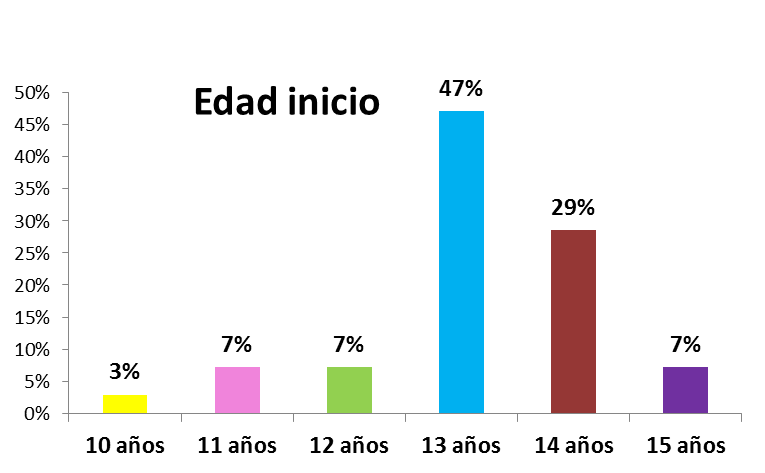 Edad inicio
50%
45%
40%
35%
30%
25%
20%
15%
10%
5%
0%
3%
7%
7%
47%
29%
7%
10 años
11 años
12 años
13 años
14 años
15 años